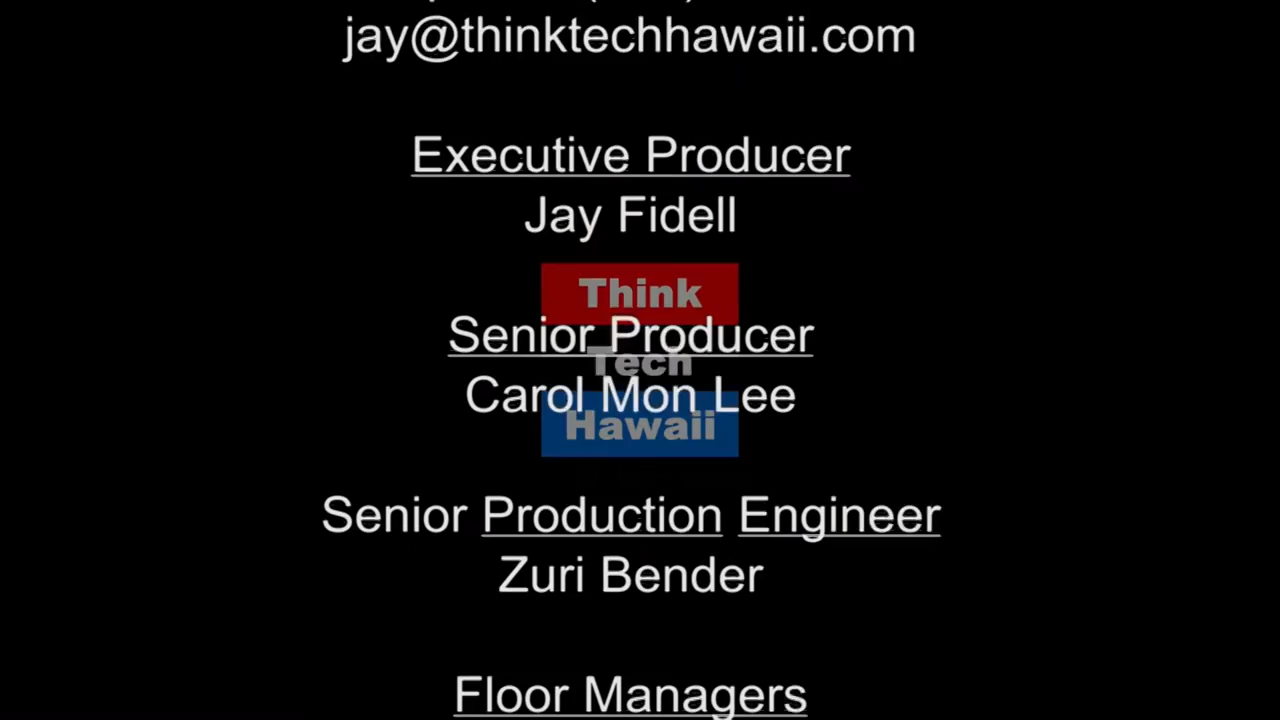 jay@thinktechhawaii.com
Executive Producer
Jay Fidell
Think
Senior Producer
Tech
Carol Mon Lee
Hawaii
Senior Production Engineer
Zuri Bender
Floor Managers